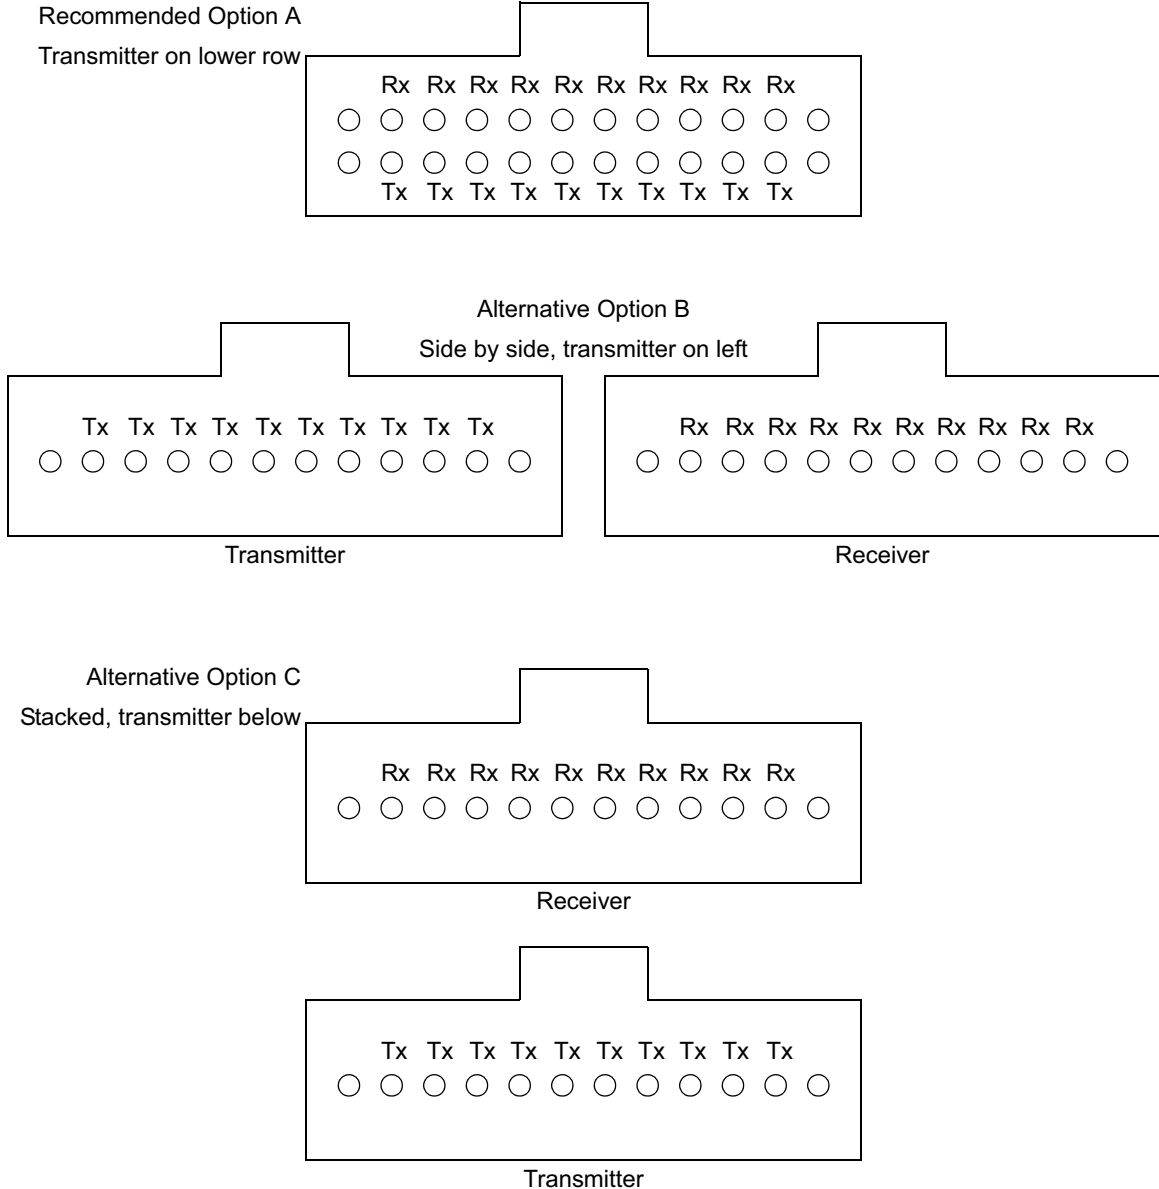 Recommended Option A
Transmitter on lower row
Rx Rx Rx Rx Rx Rx Rx Rx Rx Rx
Tx Tx Tx Tx Tx Tx Tx Tx Tx Tx
Alternative Option B
Side by side, transmitter on left
Tx Tx Tx Tx Tx Tx Tx Tx Tx Tx
Transmitter
Rx Rx Rx Rx Rx Rx Rx Rx Rx Rx
Receiver
Alternative Option C
Stacked, transmitter below
Rx Rx Rx Rx Rx Rx Rx Rx Rx Rx
Receiver
Tx Tx Tx Tx Tx Tx Tx Tx Tx Tx
Transmitter